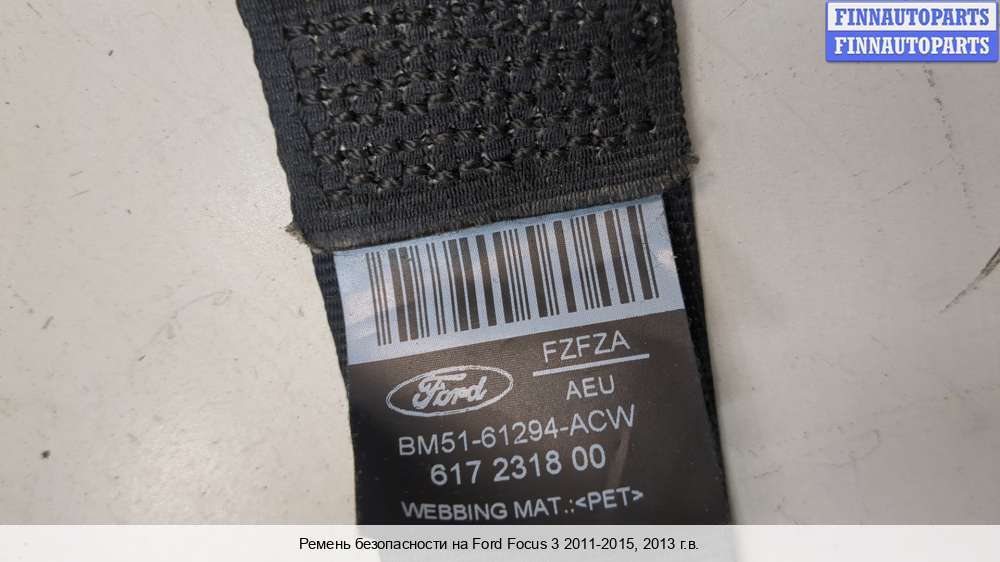 FINNAUTOPARTS
FINNAUTOPARTS
FZFZA
Ford
AEU
BM51-61294-ACW
617 2318 00
WEBBING MAT.:<PET>
Ремень безопасности на Ford Focus 3 2011-2015, 2013 г.в.